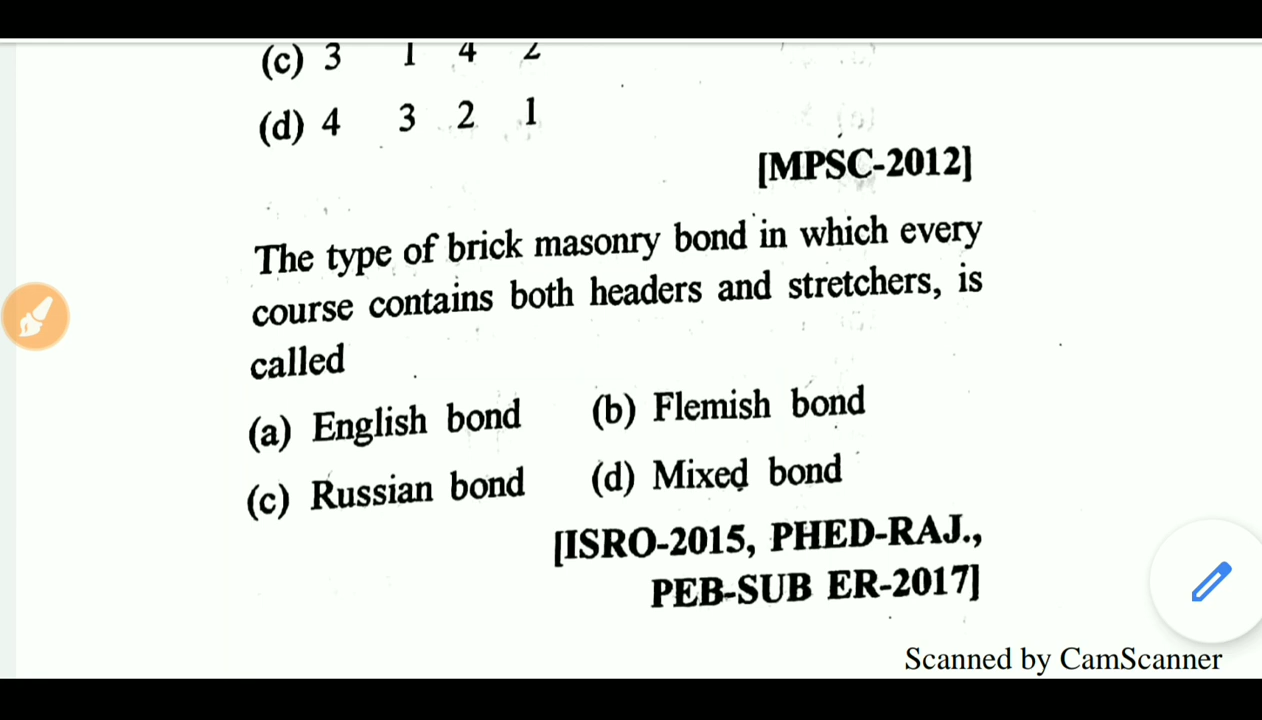 (c) 3 1 4 2
(d) 4 3 2 1
[MPSC-2012]
The type of brick masonry bond in which every
course contains both headers and stretchers, is
called
(a) English bond (b) Flemish bond
(c) Russian bond (d) Mixed bond
[ISRO-2015, PHED-RAJ.,
PEB-SUB ER-2017]
Scanned by CamScanner